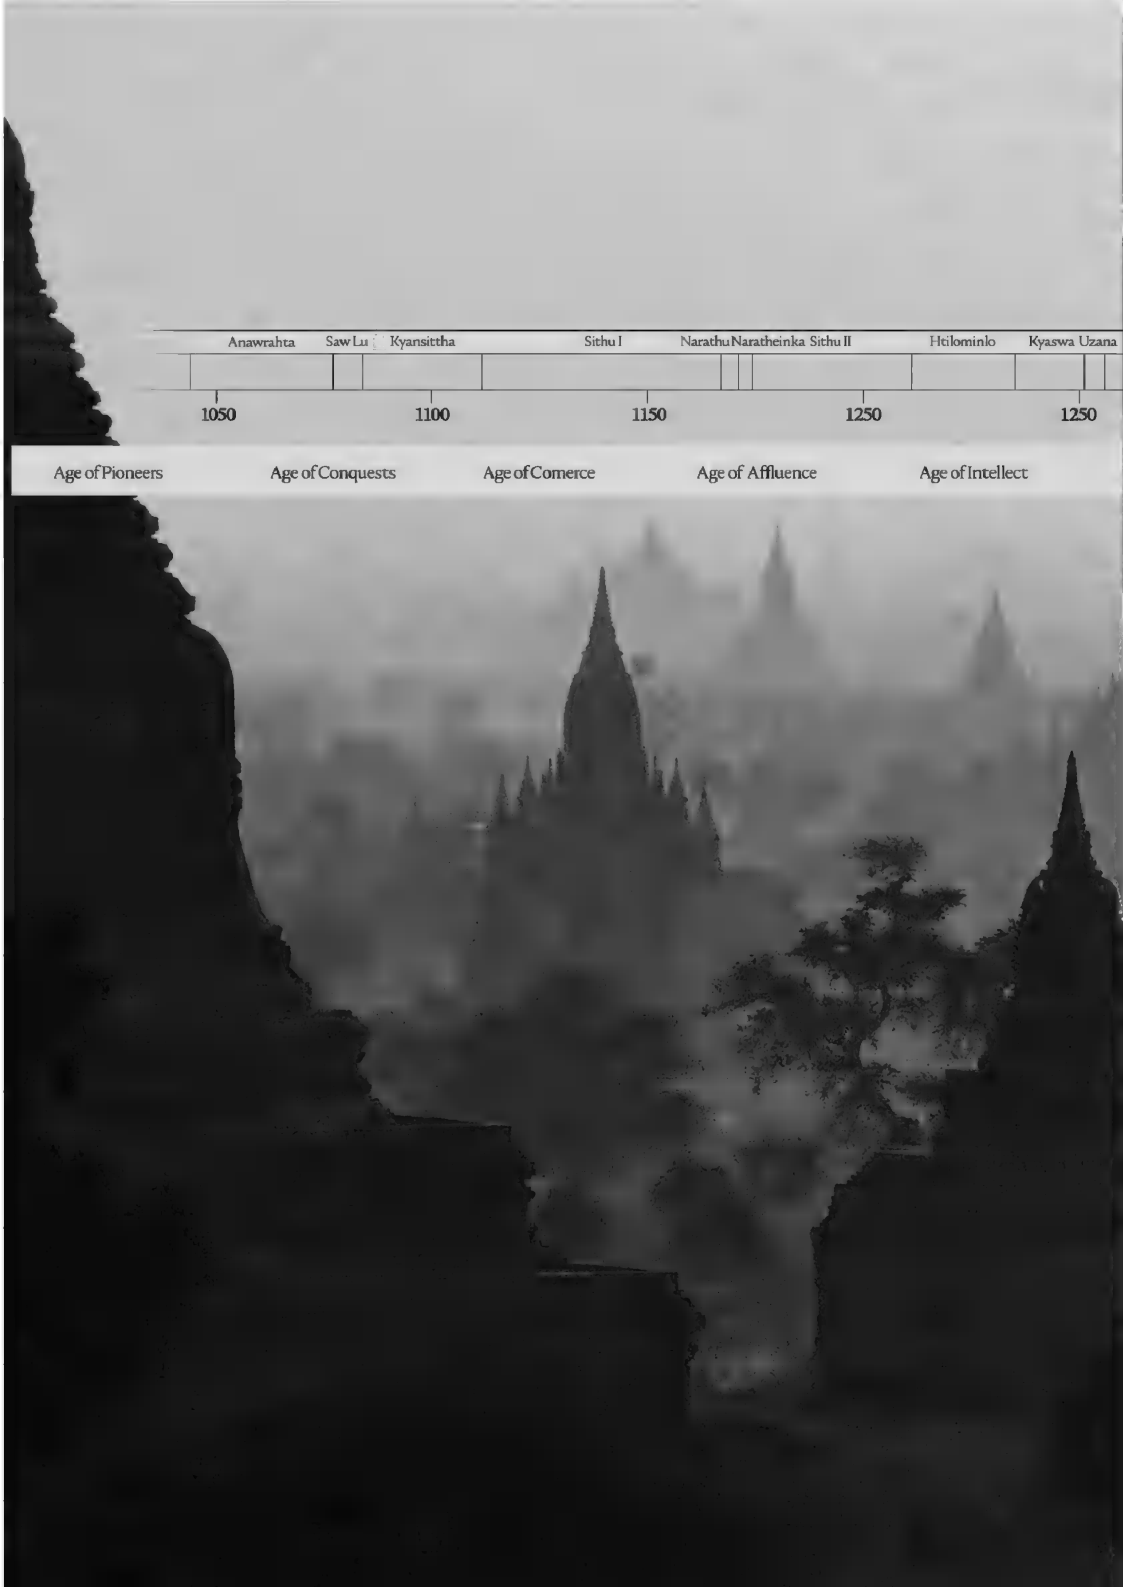 Anawrahta Saw Lu Kyansittha Sithu I Narathu Naratheinka Sithu II Htilominlo Kyaswa Uzana
1050 1100 1150 1250 1250
Age of Pioneers Age of Conquests Age of Comerce Age of Affluence Age of Intellect